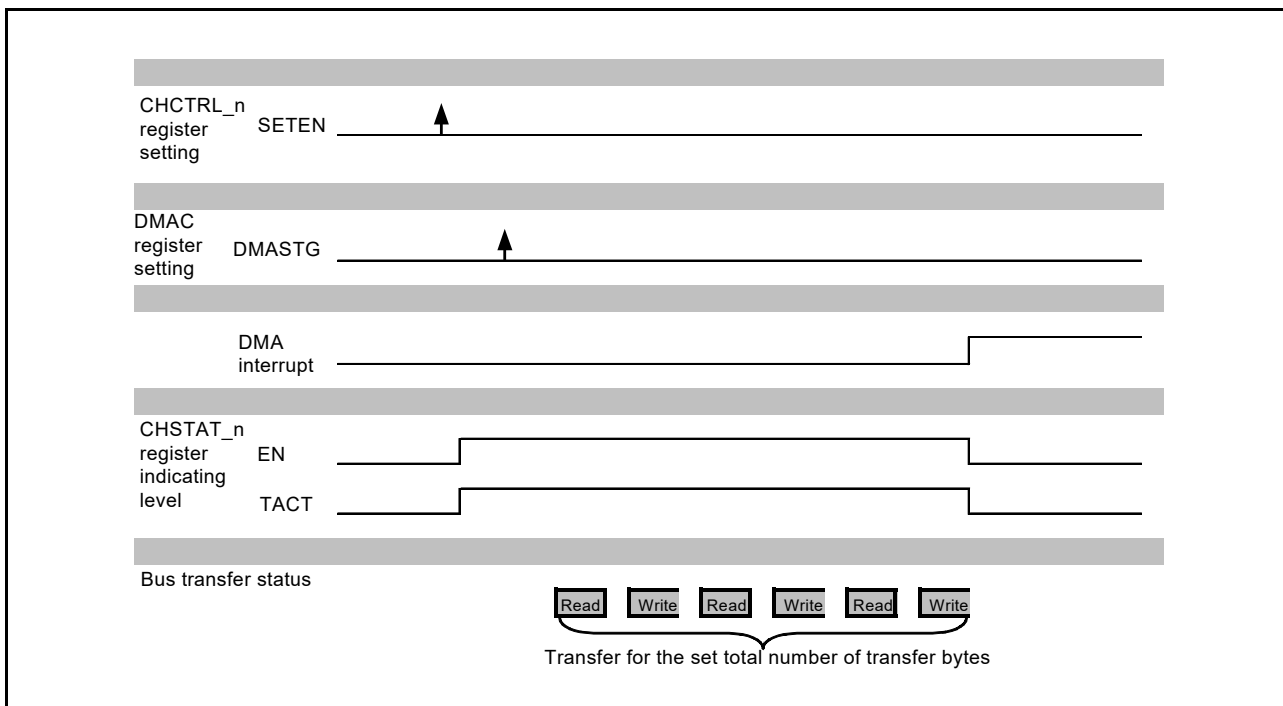 CHCTRL_n
register
setting
SETEN
DMAC
register
setting
DMASTG
DMA
interrupt
CHSTAT_n
register
indicating
level
EN
TACT
Bus transfer status
Read Write Read Write Read Write
Transfer for the set total number of transfer bytes